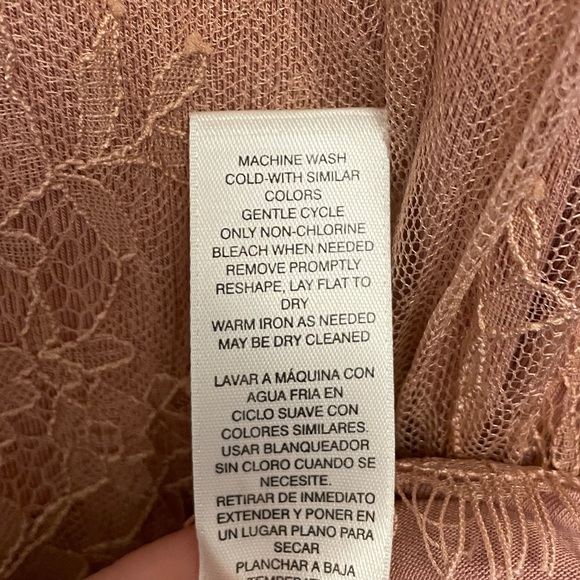 MACHINE WASH
COLD-WITH SIMILAR
COLORS
GENTLE CYCLE
ONLY NON-CHLORINE
BLEACH WHEN NEEDED
REMOVE PROMPTLY
RESHAPE, LAY FLAT TO
DRY
WARM IRON AS NEEDED
MAY BE DRY CLEANED
LAVAR A MÁQUINA CON
AGUA FRIA EN
CICLO SUAVE CON
COLORES SIMILARES.
USAR BLANQUEADOR
SIN CLORO CUANDO SE
NECESITE.
RETIRAR DE INMEDIATO
EXTENDER Y PONER EN
UN LUGAR PLANO PARA
SECAR
PLANCHAR A BAJA